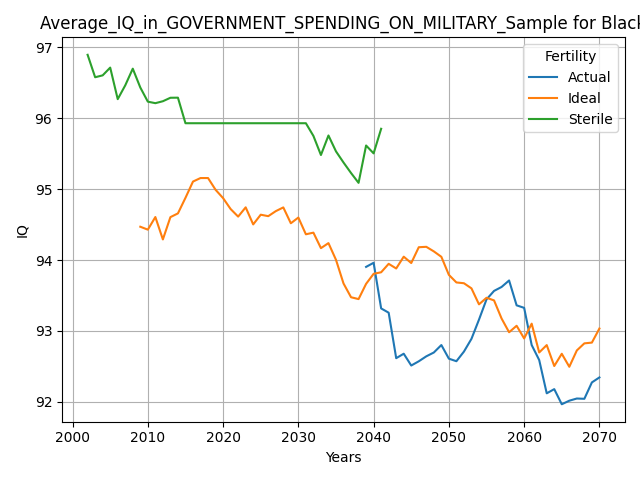 Average_IQ_in_GOVERNMENT_SPENDING_ON_MILITARY_Sample for Black
97
96
95
94
93
92
IQ
Fertility
Actual
Ideal
Sterile
2000 2010 2020 2030 2040 2050 2060 2070
Years